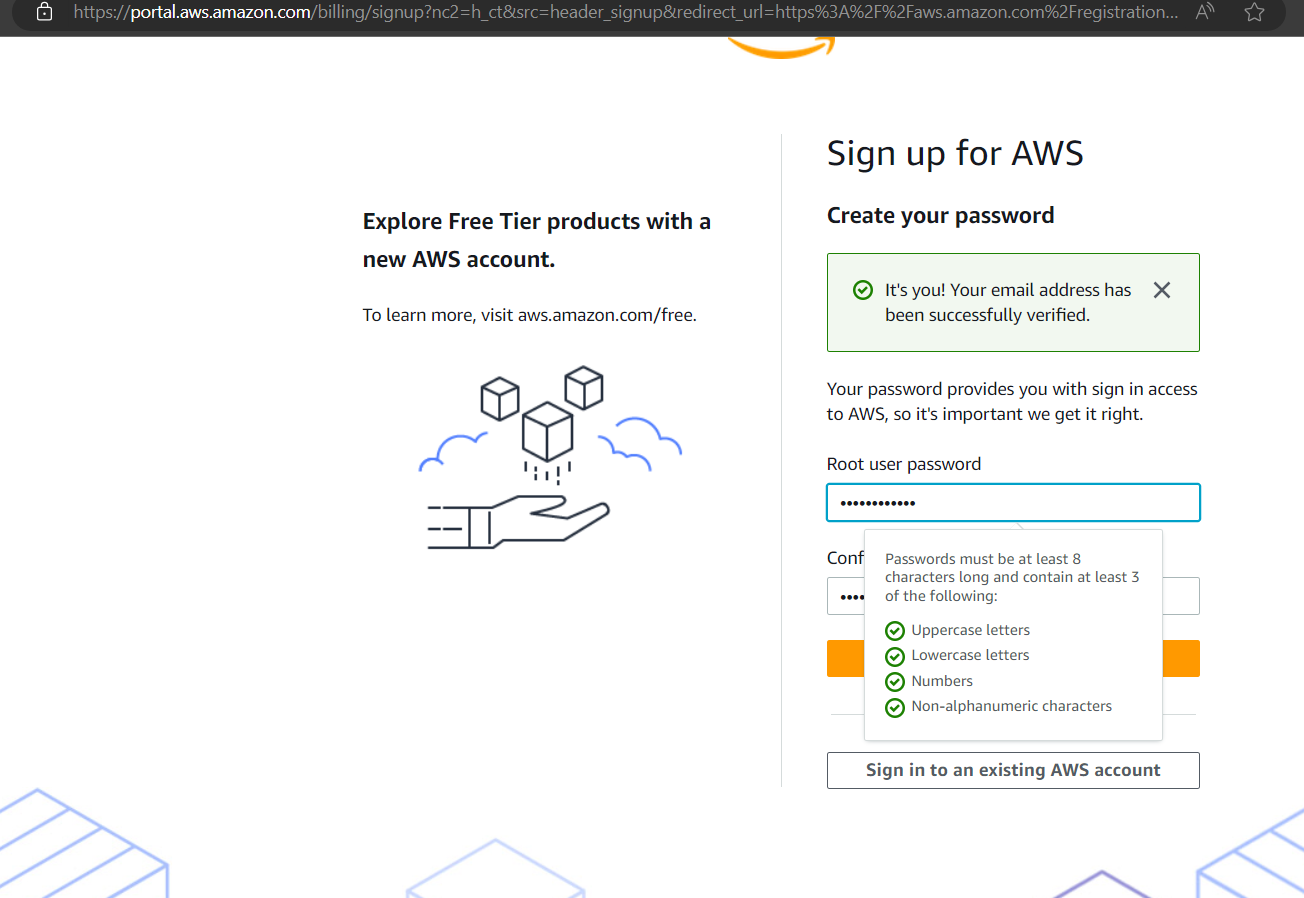 https://portal.aws.amazon.com/billing/signup?nc2=h_ct&src=header_signup&redirect_url=https%3A%2F%2Faws.amazon.com%2Fregistration...
Explore Free Tier products with a
new AWS account.
To learn more, visit aws.amazon.com/free.
Sign up for AWS
Create your password
It's you! Your email address has
been successfully verified.
Your password provides you with sign in access
to AWS, so it's important we get it right.
Root user password
••••••••••••
Conf
••••
Passwords must be at least 8
characters long and contain at least 3
of the following:
Uppercase letters
Lowercase letters
Numbers
Non-alphanumeric characters
Sign in to an existing AWS account